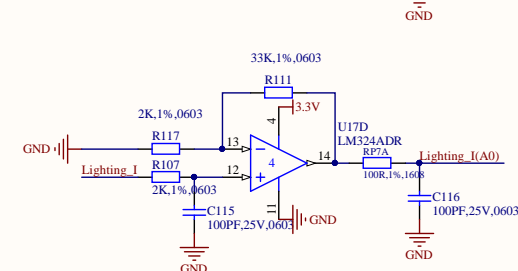 GND
33K,1%,0603
R111
3.3V
4
2K,1%,0603
U17D
LM324ADR
R117
13
GND
4
14
RP7A
Lighting_I(A0)
Lighting_I
R107
12
100R,1%,1608
2K,1%,0603
C115
100PF,25V,0603
11
GND
C116
100PF,25V,0603
GND
GND